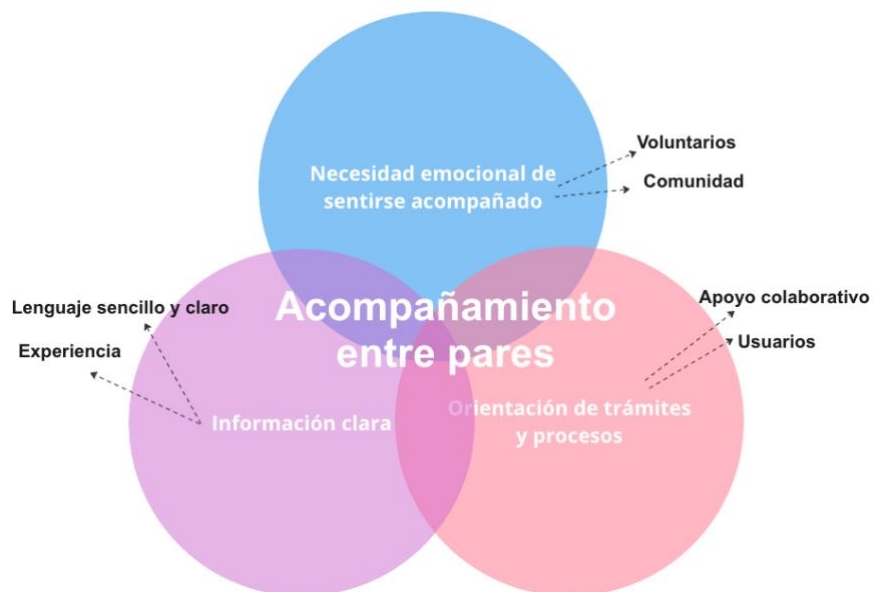 Necesidad emocional de
sentirse acompañado
Voluntarios
Comunidad
Acompañamiento
entre pares
Lenguaje sencillo y claro
Experiencia
Información clara
Apoyo colaborativo
Usuarios
Orientación de trámites
y procesos